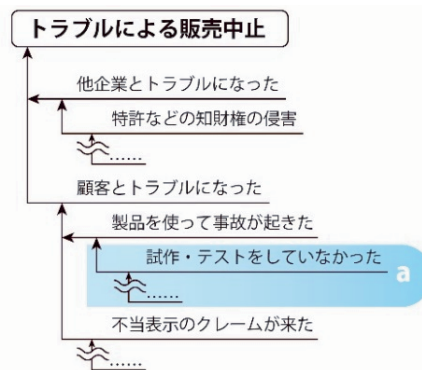 トラブルによる販売中止
他企業とトラブルになった
特許などの知財権の侵害
……
顧客とトラブルになった
製品を使って事故が起きた
試作・テストをしていなかった
a
……
不当表示のクレームが来た
……